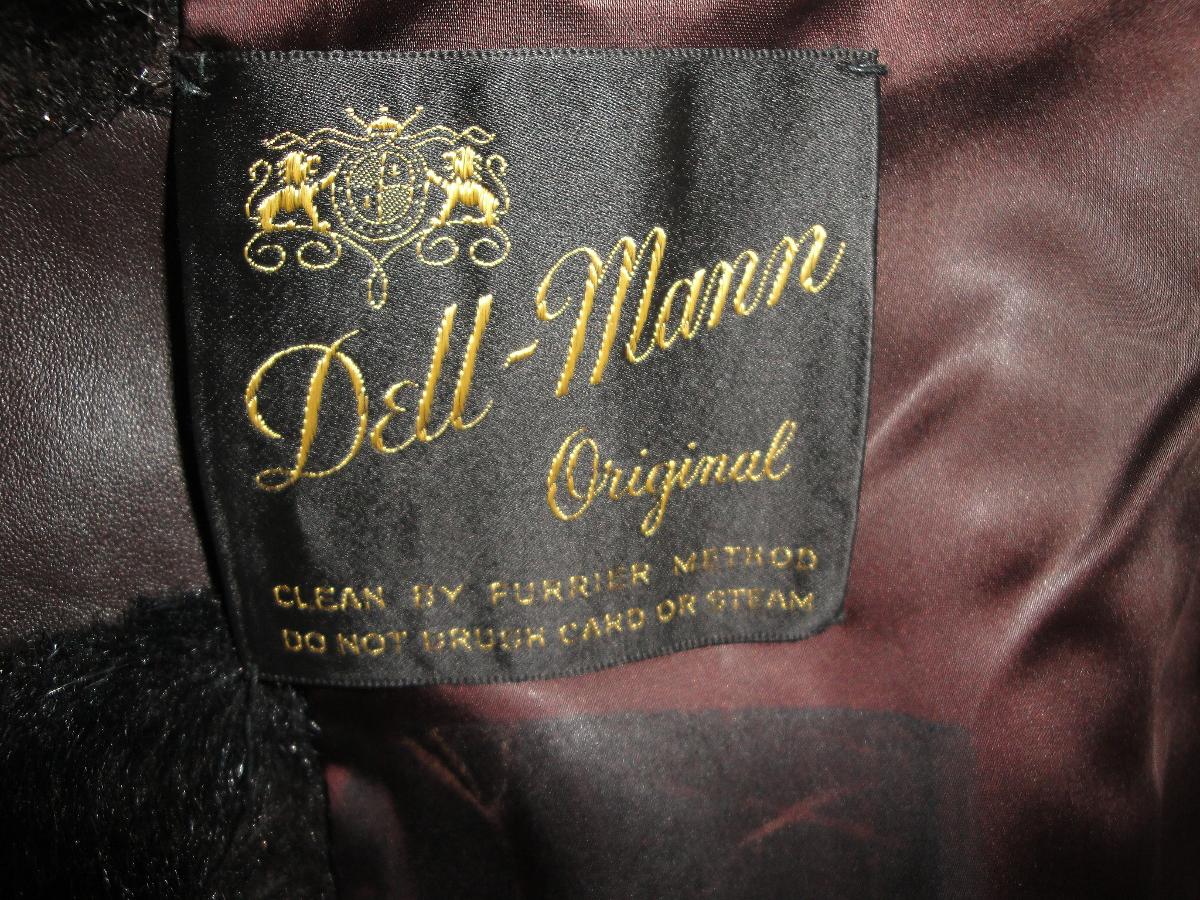 Dell-Mann
Original
CLEAN BY FURRIER METHOD
DO NOT BRUSH CARD OR STEAM